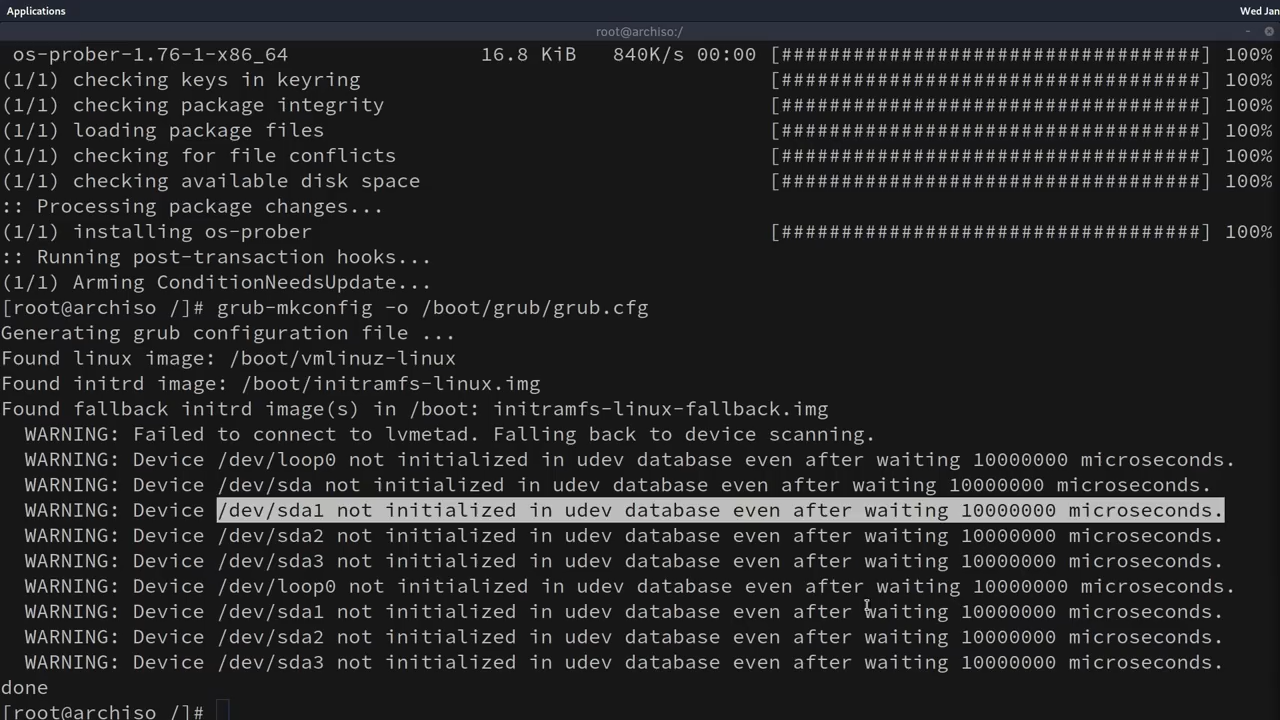 Applications
Wed Jan
root@archiso:/
os-prober-1.76-1-x86_64 16.8 KiB 840K/s 00:00 [###################################] 100%
(1/1) checking keys in keyring [###################################] 100%
(1/1) checking package integrity [###################################] 100%
(1/1) loading package files [###################################] 100%
(1/1) checking for file conflicts [###################################] 100%
(1/1) checking available disk space [###################################] 100%
:: Processing package changes...
(1/1) installing os-prober [###################################] 100%
:: Running post-transaction hooks...
(1/1) Arming ConditionNeedsUpdate...
[root@archiso /]# grub-mkconfig -o /boot/grub/grub.cfg
Generating grub configuration file ...
Found linux image: /boot/vmlinuz-linux
Found initrd image: /boot/initramfs-linux.img
Found fallback initrd image(s) in /boot: initramfs-linux-fallback.img
WARNING: Failed to connect to lvmetad. Falling back to device scanning.
WARNING: Device /dev/loop0 not initialized in udev database even after waiting 10000000 microseconds.
WARNING: Device /dev/sda not initialized in udev database even after waiting 10000000 microseconds.
WARNING: Device /dev/sda1 not initialized in udev database even after waiting 10000000 microseconds.
WARNING: Device /dev/sda2 not initialized in udev database even after waiting 10000000 microseconds.
WARNING: Device /dev/sda3 not initialized in udev database even after waiting 10000000 microseconds.
WARNING: Device /dev/loop0 not initialized in udev database even after waiting 10000000 microseconds.
WARNING: Device /dev/sda1 not initialized in udev database even after waiting 10000000 microseconds.
WARNING: Device /dev/sda2 not initialized in udev database even after waiting 10000000 microseconds.
WARNING: Device /dev/sda3 not initialized in udev database even after waiting 10000000 microseconds.
done
[root@archiso /]#